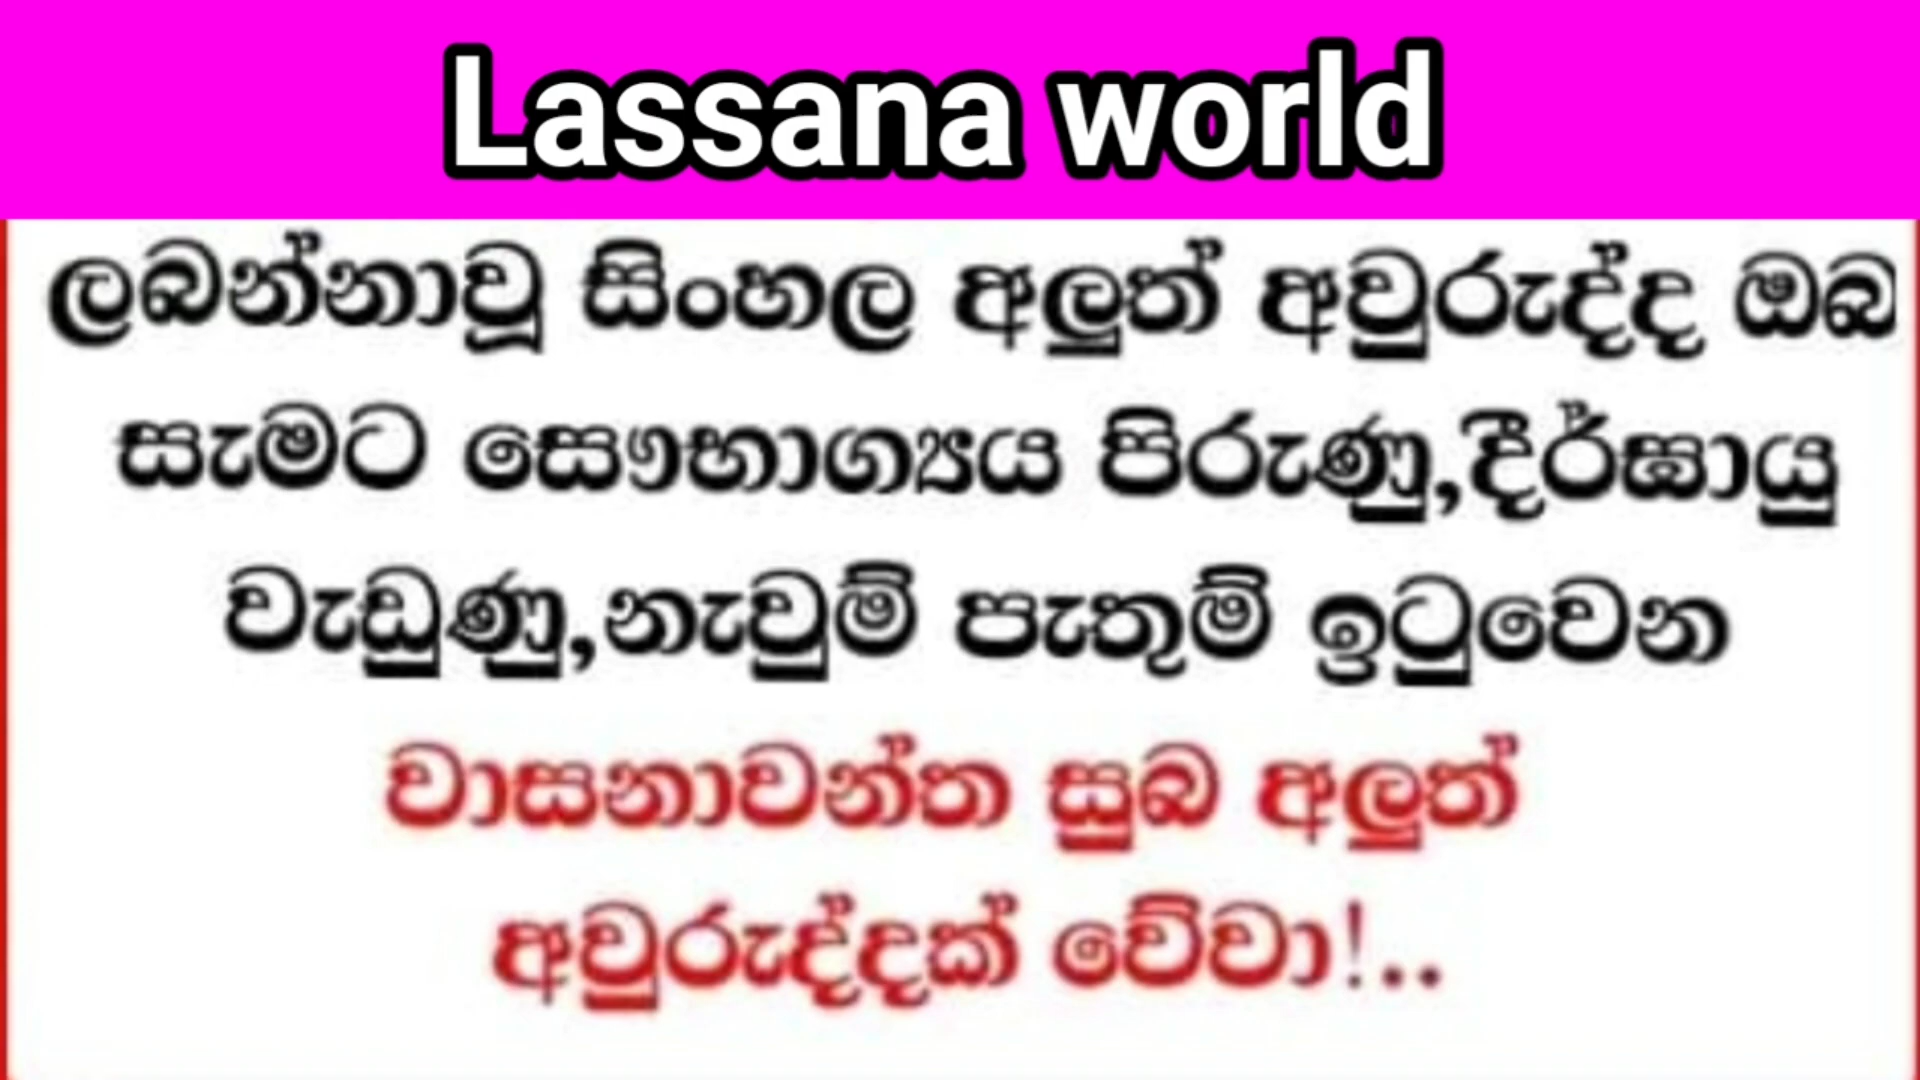 Lassana world
ලබන්නාවූ සිංහල අලුත් අවුරුද්ද ඔබ
සැමට සෞභාග්‍යය පිරුණු,දීර්ඝායු
වැඩුණු,නැවුම් පැතුම් ඉටුවෙන
වාසනාවන්ත සුබ අලුත්
අවුරුද්දක් වේවා!..